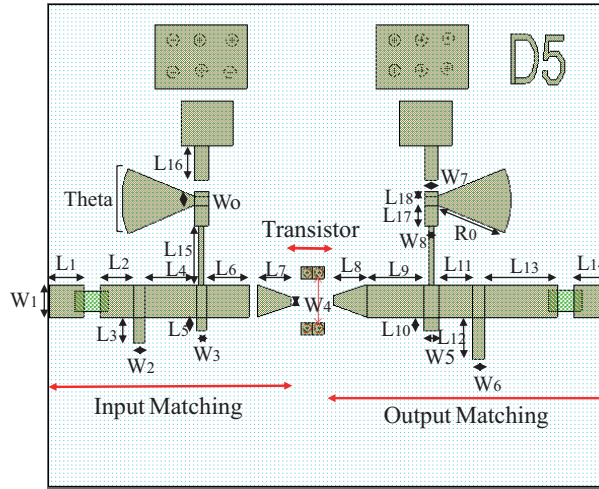 D5
L16
Theta
Wo
W7
L18
L17
R0
Transistor
L15
W8
L1
L2
L4
L6
L7
L8
L9
L11
L13
L14
W1
W4
L3
L5
L10
L12
W2
W3
W5
W6
Input Matching
Output Matching